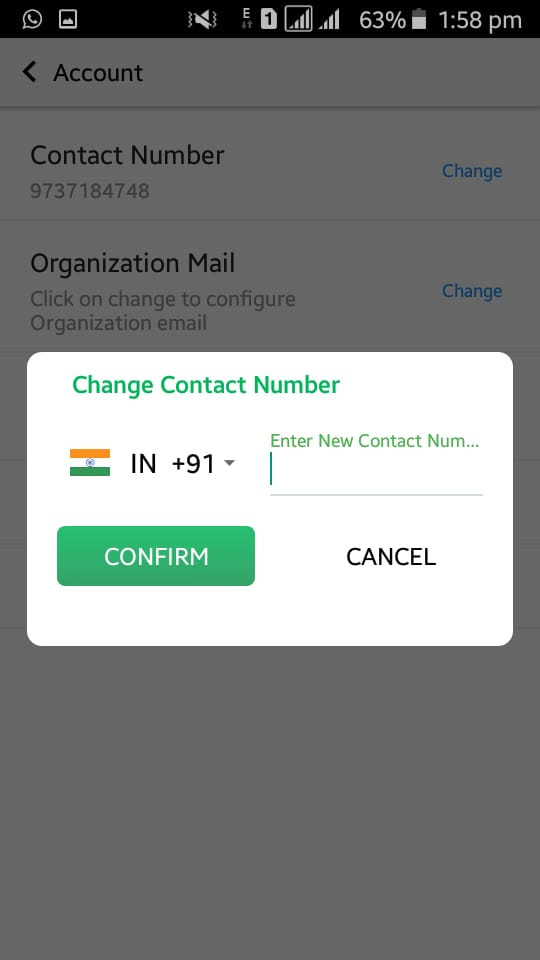 E 1 63% 1:58 pm
Account
Contact Number
9737184748
Change
Organization Mail
Click on change to configure
Organization email
Change
Change Contact Number
IN +91
Enter New Contact Num...
CONFIRM
CANCEL